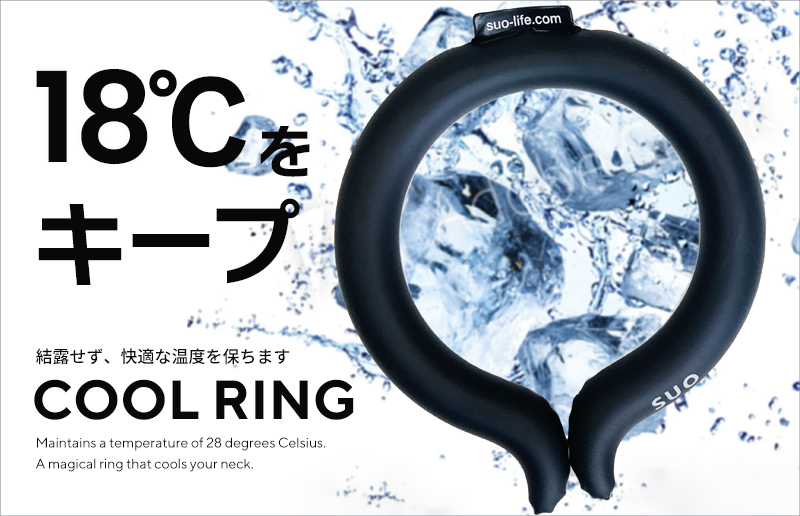 suo-life.com
18℃を
キープ
結露せず、快適な温度を保ちます
COOL RING
Maintains a temperature of 28 degrees Celsius.
A magical ring that cools your neck.
SUO